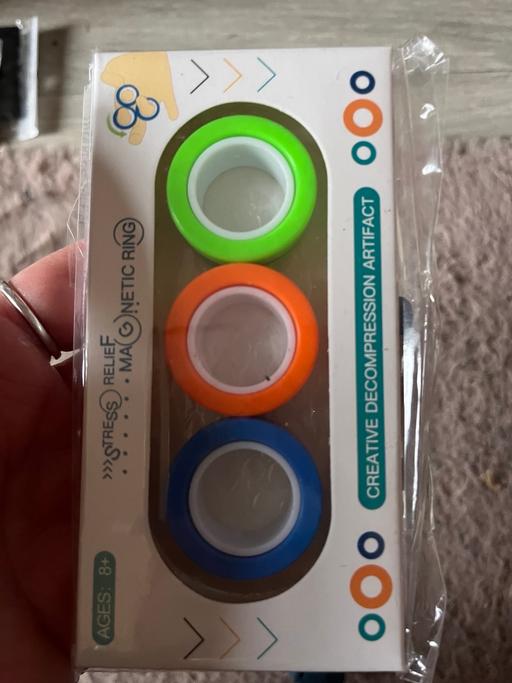 >>>STRESS RELIEF
MAGNETIC RING
CREATIVE DECOMPRESSION ARTIFACT
AGES: 8+